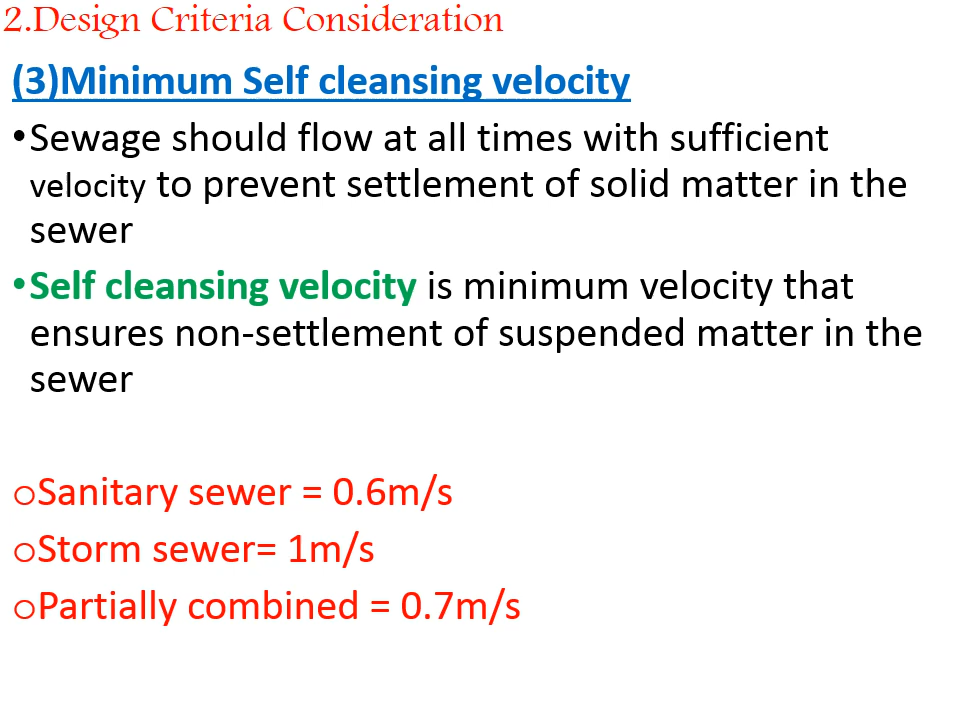 2.Design Criteria Consideration
(3)Minimum Self cleansing velocity
•Sewage should flow at all times with sufficient
velocity to prevent settlement of solid matter in the
sewer
•Self cleansing velocity is minimum velocity that
ensures non-settlement of suspended matter in the
sewer
oSanitary sewer = 0.6m/s
oStorm sewer= 1m/s
oPartially combined = 0.7m/s